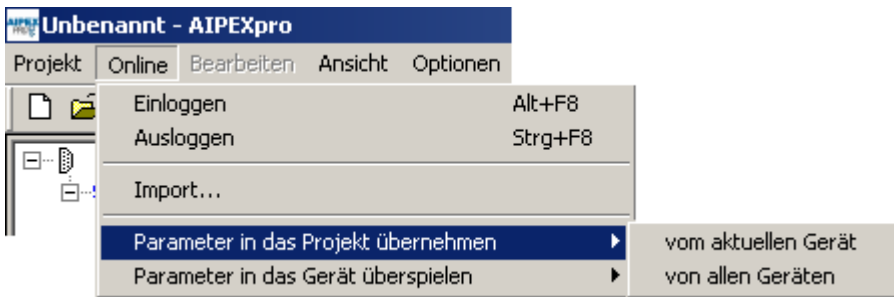 Unbenannt - AIPEXpro
Projekt Online Bearbeiten Ansicht Optionen
Einloggen Alt+F8
Ausloggen Strg+F8
Import...
Parameter in das Projekt übernehmen vom aktuellen Gerät
Parameter in das Gerät überspielen von allen Geräten